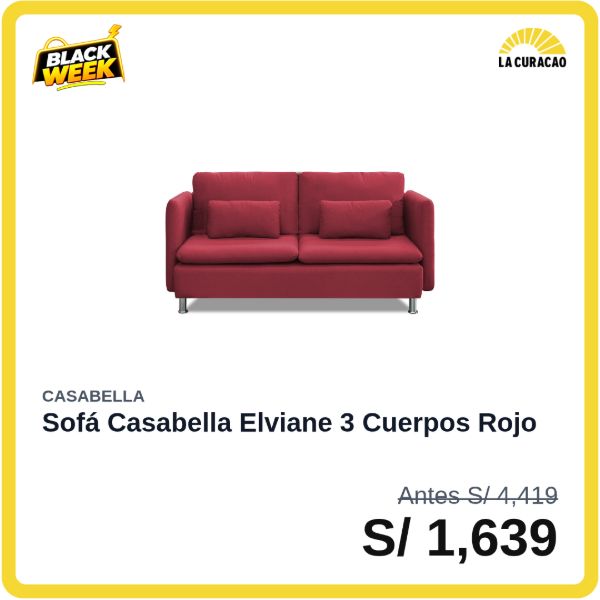 BLACK
WEEK
LA CURACAO
CASABELLA
Sofá Casabella Elviane 3 Cuerpos Rojo
Antes S/ 4,419
S/ 1,639